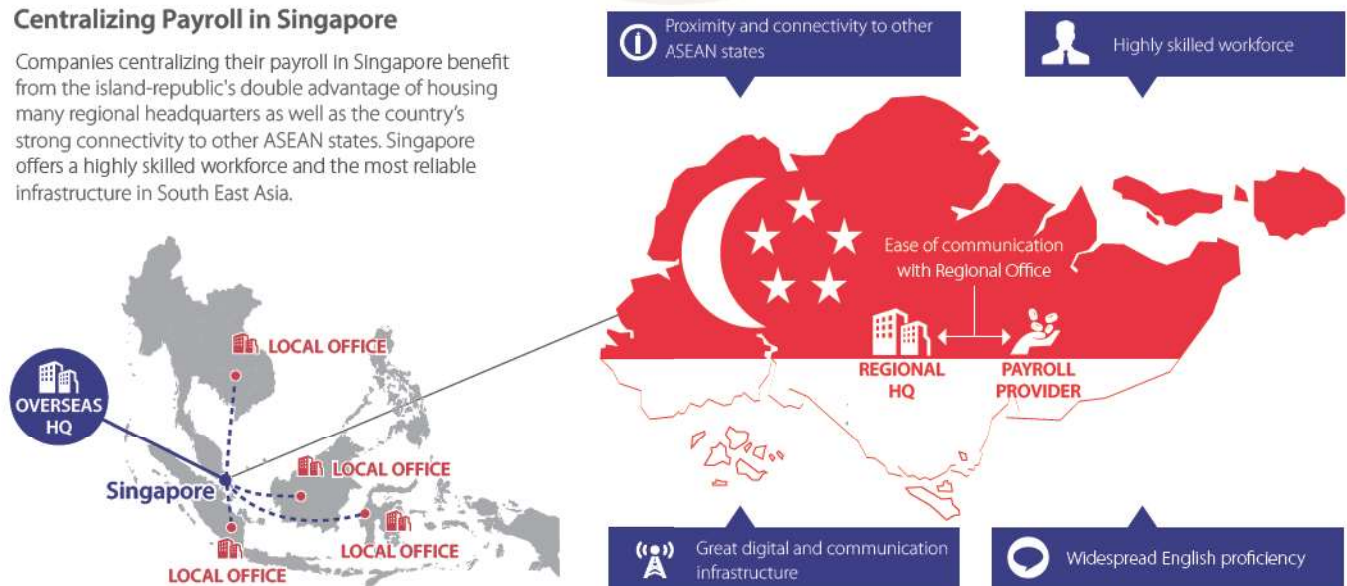 Centralizing Payroll in Singapore
Companies centralizing their payroll in Singapore benefit
from the island-republic's double advantage of housing
many regional headquarters as well as the country's
strong connectivity to other ASEAN states. Singapore
offers a highly skilled workforce and the most reliable
infrastructure in South East Asia.
LOCAL OFFICE
OVERSEAS
HQ
LOCAL OFFICE
Singapore
LOCAL OFFICE
LOCAL OFFICE
Proximity and connectivity to other
ASEAN states
Highly skilled workforce
Ease of communication
with Regional Office
REGIONAL
HQ
PAYROLL
PROVIDER
Great digital and communication
infrastructure
Widespread English proficiency